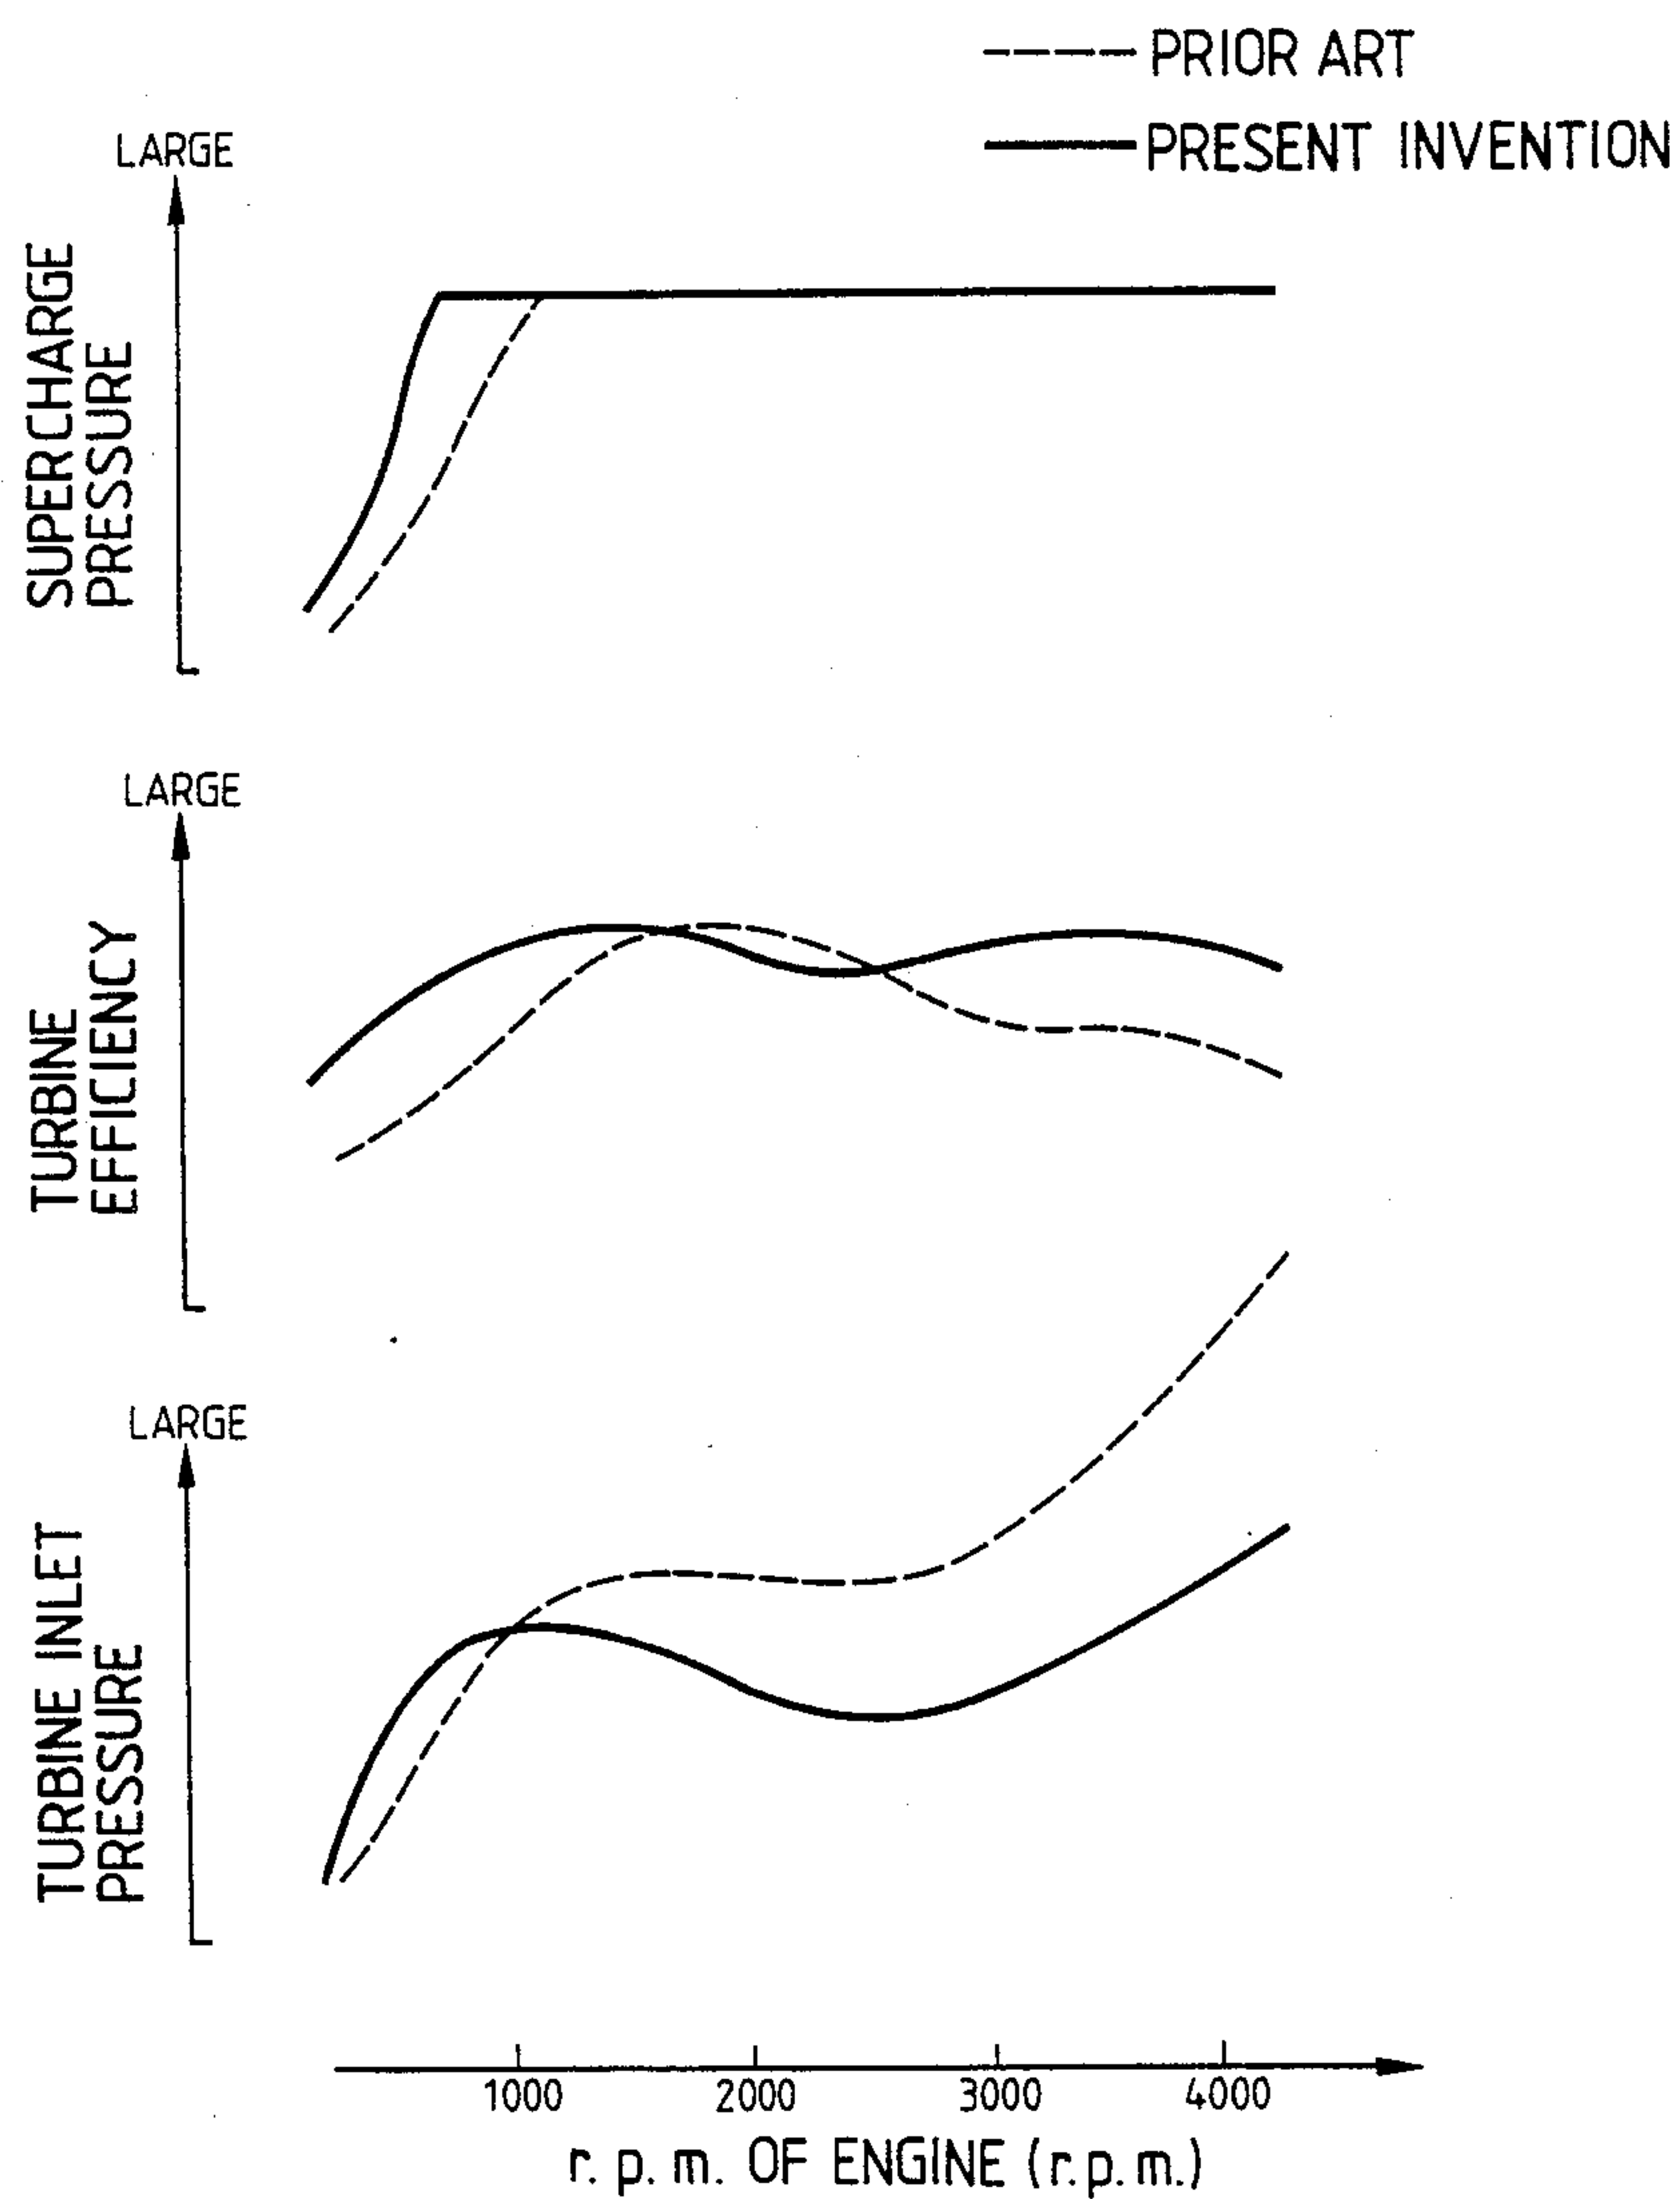 PRIOR ART
PRESENT INVENTION
LARGE
SUPERCHARGE
PRESSURE
LARGE
TURBINE
EFFICIENCY
LARGE
TURBINE INLET
PRESSURE
1000 2000 3000 4000
r. p. m. OF ENGINE (r.p.m.)